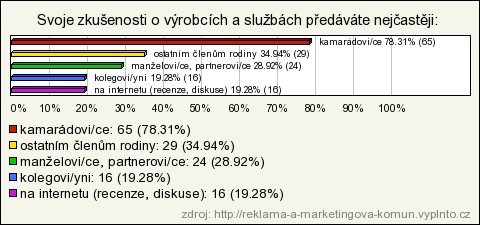 Svoje zkušenosti o výrobcích a službách předáváte nejčastěji:
kamarádovi/ce 78.31% (65)
ostatním členům rodiny 34.94% (29)
manželovi/ce, partnerovi/ce 28.92% (24)
kolegovi/yni 19.28% (16)
na internetu (recenze, diskuse) 19.28% (16)
0% 10% 20% 30% 40% 50% 60% 70% 80% 90% 100%
kamarádovi/ce: 65 (78.31%)
ostatním členům rodiny: 29 (34.94%)
manželovi/ce, partnerovi/ce: 24 (28.92%)
kolegovi/yni: 16 (19.28%)
na internetu (recenze, diskuse): 16 (19.28%)
zdroj: http://reklama-a-marketingova-komun.vyplnto.cz